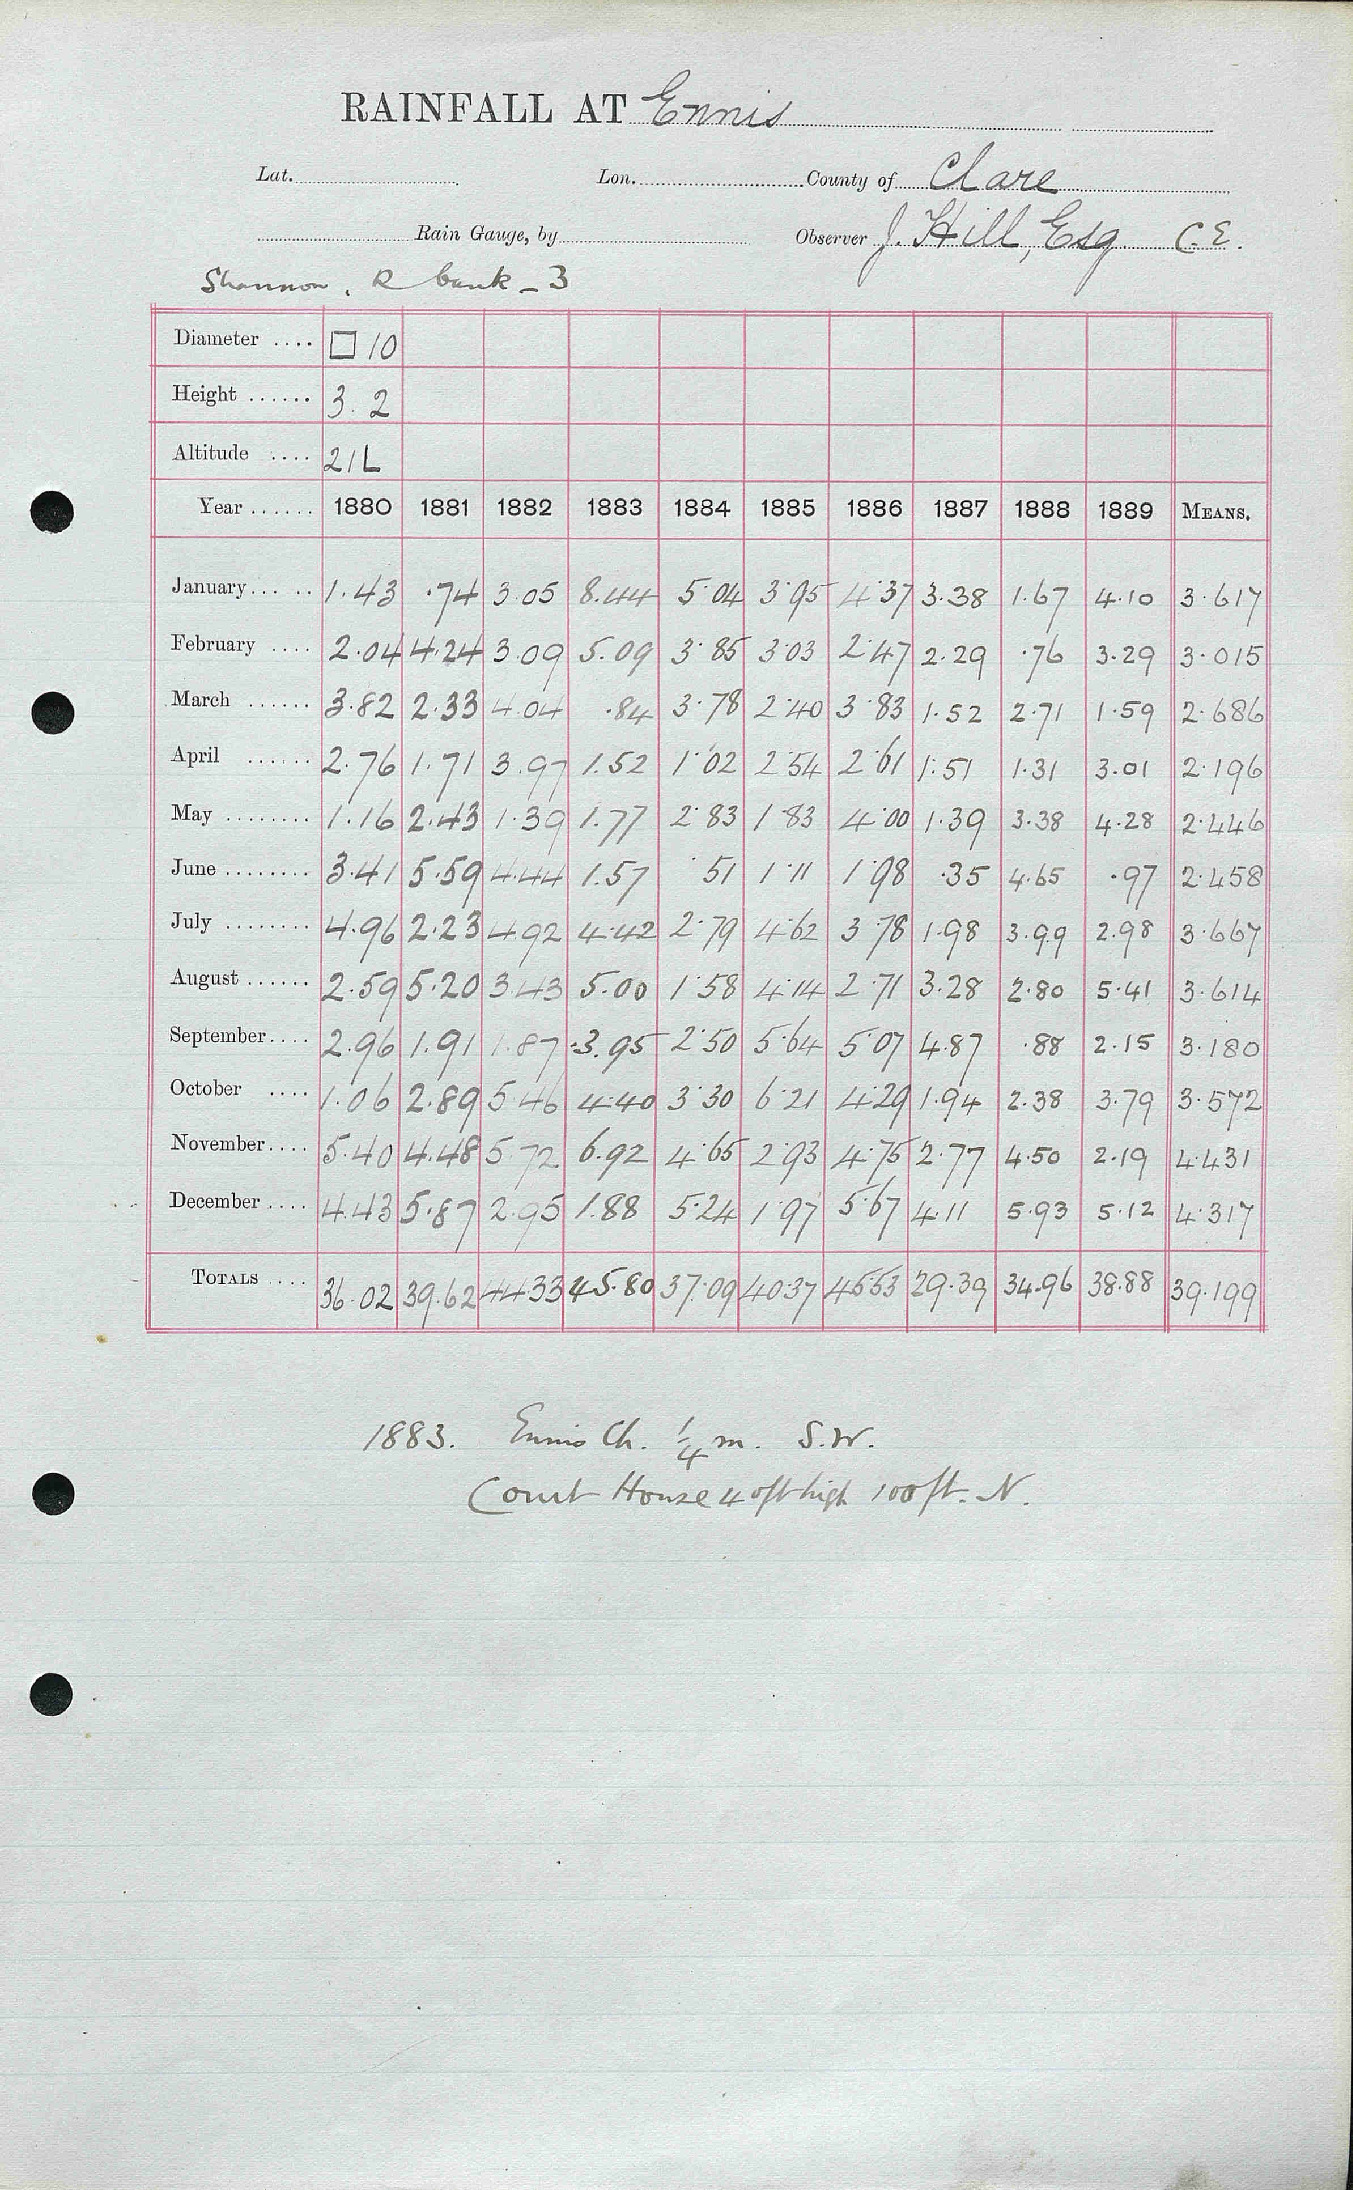 RAINFALL AT Ennis
Lat. Lon. County of Clare
Rain Gauge, by Observer J. Hill, Esq C.E.
Shannon, R bank - 3
Diameter .... □ 10
Height ...... 3.2
Altitude .... 21L
Year ...... 1880 1881 1882 1883 1884 1885 1886 1887 1888 1889 MEANS.
January... .. 1.43 .74 3.05 8.44 5.04 3.95 4.37 3.38 1.67 4.10 3.617
February .... 2.04 4.24 3.09 5.09 3.85 3.03 2.47 2.29 .76 3.29 3.015
March ...... 3.82 2.33 4.04 .84 3.78 2.40 3.83 1.52 2.71 1.59 2.686
April ...... 2.76 1.71 3.97 1.52 1.02 2.54 2.61 1.51 1.31 3.01 2.196
May ........ 1.16 2.43 1.39 1.77 2.83 1.83 4.00 1.39 3.38 4.28 2.446
June ........ 3.41 5.59 4.44 1.57 .51 1.11 1.98 .35 4.65 .97 2.458
July ........ 4.96 2.23 4.92 4.42 2.79 4.62 3.78 1.98 3.99 2.98 3.667
August ...... 2.59 5.20 3.43 5.00 1.58 4.14 2.71 3.28 2.80 5.41 3.614
September.... 2.96 1.91 1.87 3.95 2.50 5.64 5.07 4.87 .88 2.15 3.180
October .... 1.06 2.89 5.46 4.40 3.30 6.21 4.29 1.94 2.38 3.79 3.572
November.... 5.40 4.48 5.72 6.92 4.65 2.93 4.75 2.77 4.50 2.19 4.431
December .... 4.43 5.87 2.95 1.88 5.24 1.97 5.67 4.11 5.93 5.12 4.317
TOTALS .... 36.02 39.62 44.33 45.80 37.09 40.37 45.53 29.39 34.96 38.88 39.199
1883. Ennis Ch. ¼ m. S.W.
Court House 40 ft high 100 ft. N.